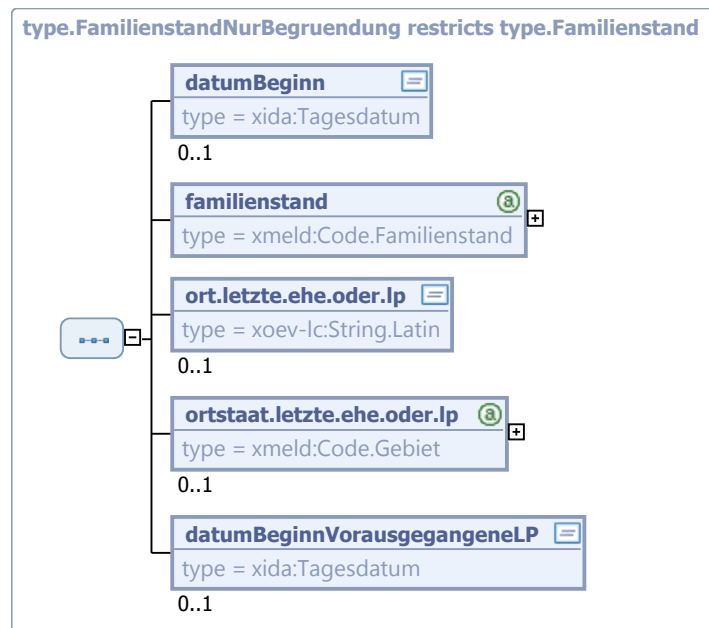 type.FamilienstandNurBegruendung restricts type.Familienstand
datumBeginn
type = xida:Tagesdatum
0..1
familienstand
type = xmeld:Code.Familienstand
ort.letzte.ehe.oder.lp
type = xoev-lc:String.Latin
0..1
ortstaat.letzte.ehe.oder.lp
type = xmeld:Code.Gebiet
0..1
datumBeginnVorausgegangeneLP
type = xida:Tagesdatum
0..1